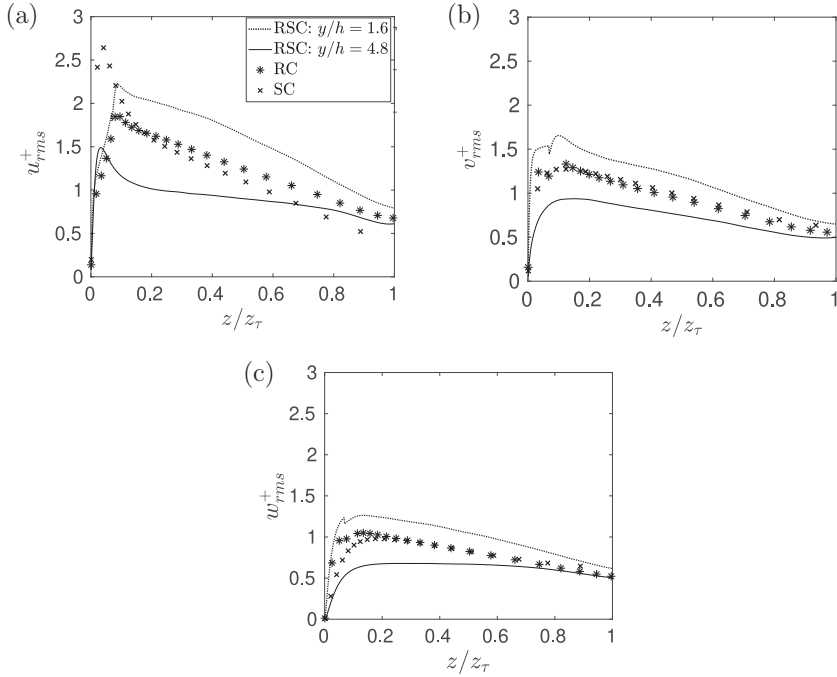 (a)
3
2.5
2
1.5
1
0.5
0
u⁺rms
0 0.2 0.4 0.6 0.8 1
z/zτ
RSC: y/h = 1.6
RSC: y/h = 4.8
RC
SC
(b)
3
2.5
2
1.5
1
0.5
0
v⁺rms
0 0.2 0.4 0.6 0.8 1
z/zτ
(c)
3
2.5
2
1.5
1
0.5
0
w⁺rms
0 0.2 0.4 0.6 0.8 1
z/zτ